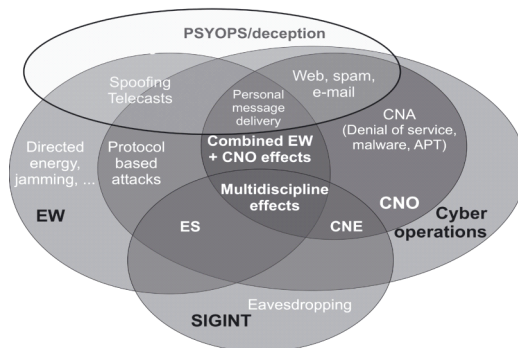 PSYOPS/deception
Spoofing
Telecasts
Web, spam,
e-mail
Personal
message
delivery
CNA
(Denial of service,
malware, APT)
Directed
energy,
jamming, ...
Protocol
based
attacks
Combined EW
+ CNO effects
Multidiscipline
effects
EW
ES
CNE
CNO
Cyber
operations
Eavesdropping
SIGINT